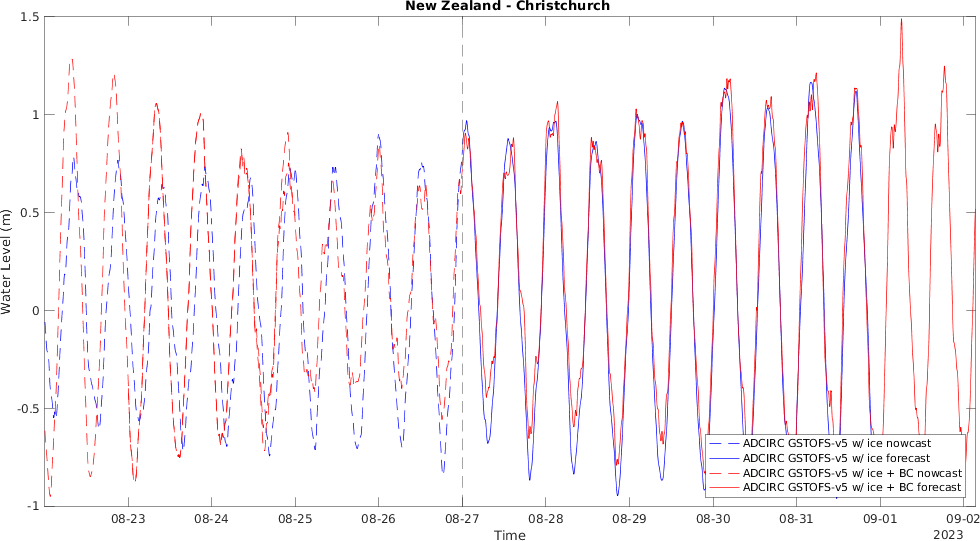 New Zealand - Christchurch
1.5
1
0.5
0
-0.5
-1
Water Level (m)
ADCIRC GSTOFS-v5 w/ ice nowcast
ADCIRC GSTOFS-v5 w/ ice forecast
ADCIRC GSTOFS-v5 w/ ice + BC nowcast
ADCIRC GSTOFS-v5 w/ ice + BC forecast
08-23 08-24 08-25 08-26 08-27 08-28 08-29 08-30 08-31 09-01 09-02
Time 2023